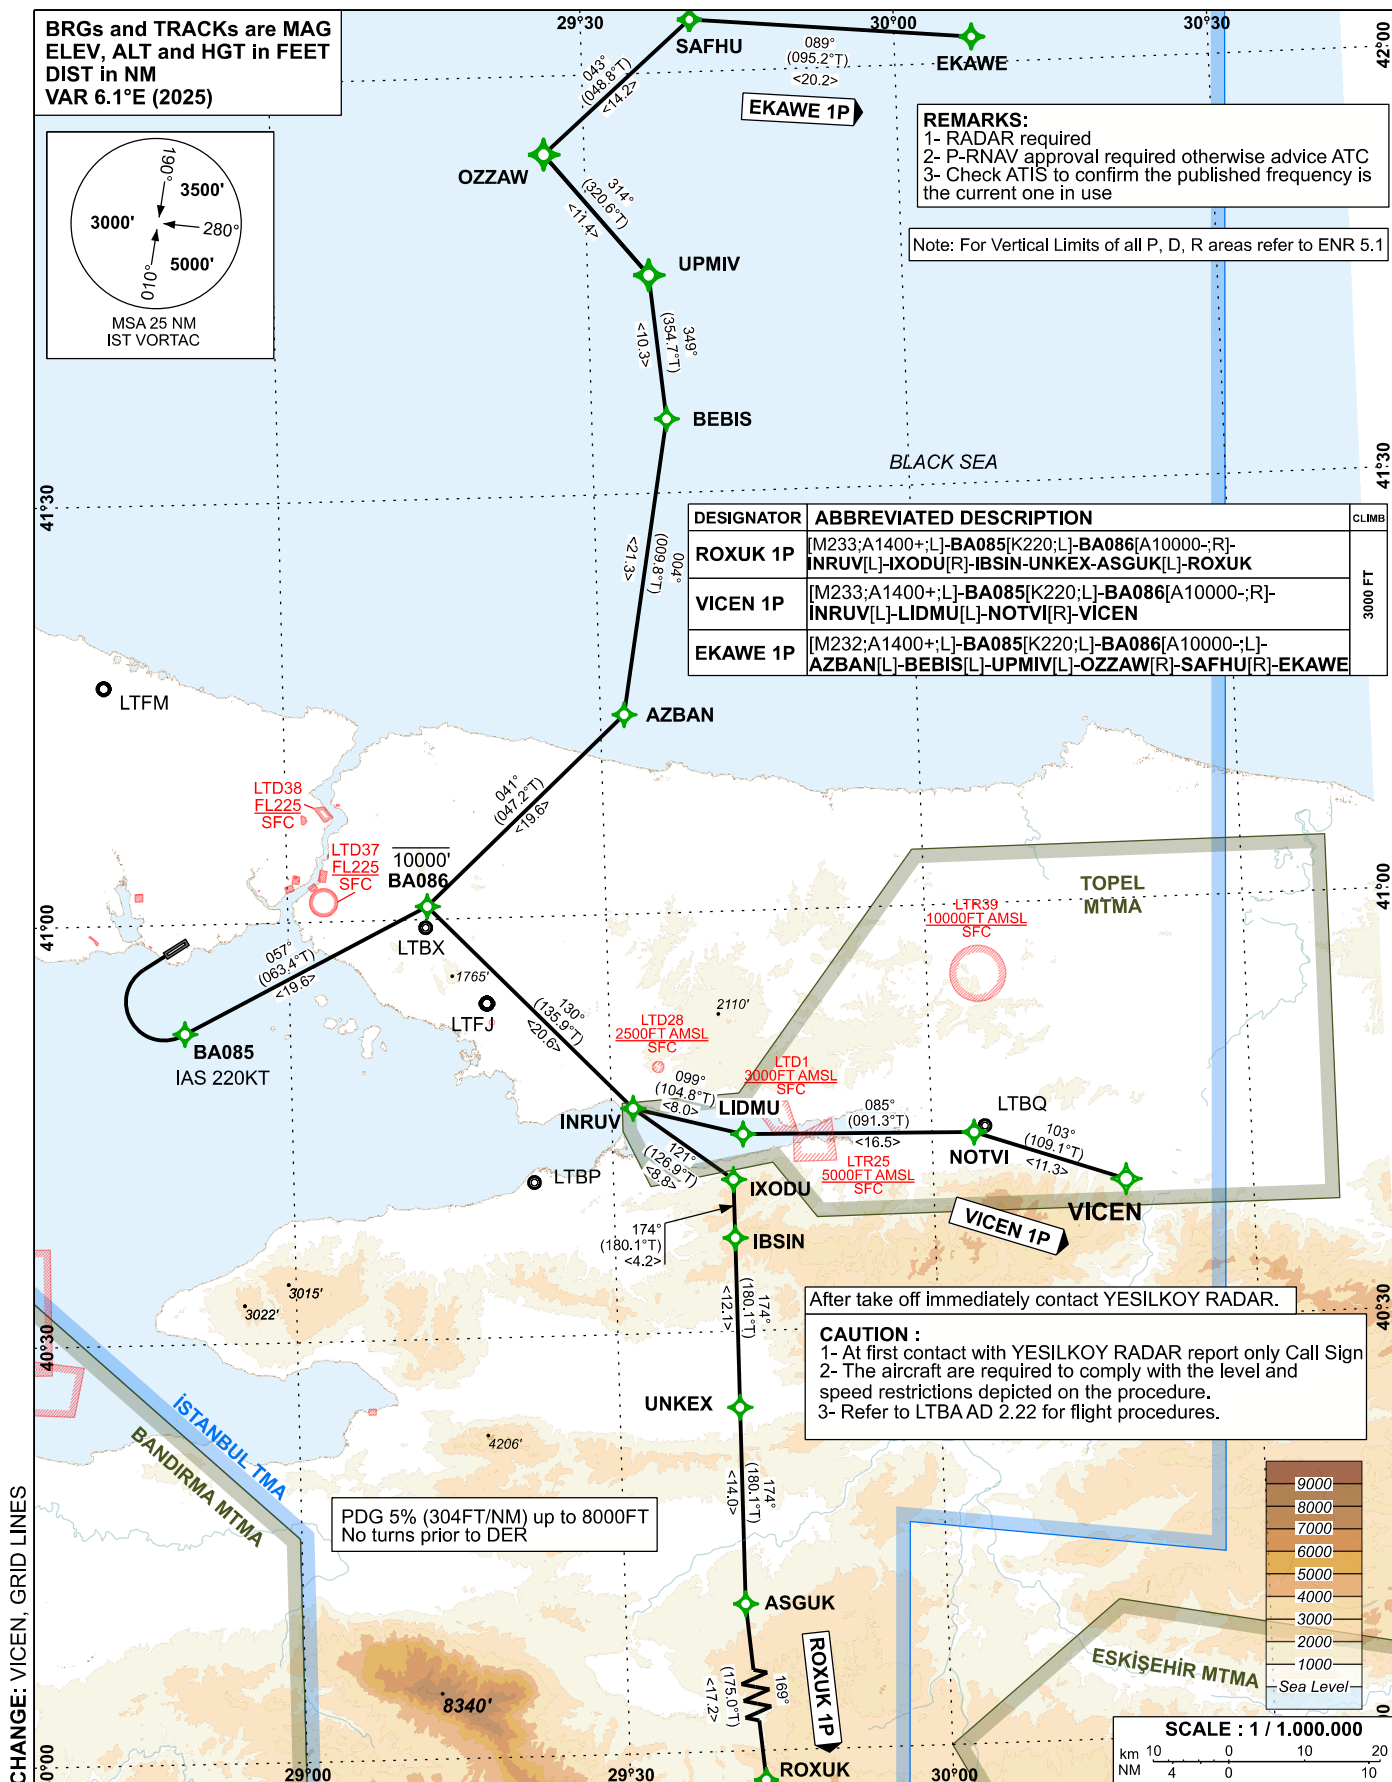 BRGs and TRACKs are MAG
ELEV, ALT and HGT in FEET
DIST in NM
VAR 6.1°E (2025)
29°30'
30°00'
30°30'
42°00'
SAFHU
089°
(095.2°T)
<20.2>
EKAWE
EKAWE 1P
043°
(048.8°T)
<14.2>
REMARKS:
1- RADAR required
2- P-RNAV approval required otherwise advice ATC
3- Check ATIS to confirm the published frequency is
the current one in use
Note: For Vertical Limits of all P, D, R areas refer to ENR 5.1
190°
3500'
3000'
280°
5000'
010°
MSA 25 NM
IST VORTAC
OZZAW
314°
(320.6°T)
<11.4>
UPMIV
349°
(354.7°T)
<10.3>
BEBIS
BLACK SEA
41°30'
41°30'
004°
(009.8°T)
<21.3>
DESIGNATOR
ABBREVIATED DESCRIPTION
CLIMB
ROXUK 1P
[M233;A1400+;L]-BA085[K220;L]-BA086[A10000-;R]-
INRUV[L]-IXODU[R]-IBSIN-UNKEX-ASGUK[L]-ROXUK
VICEN 1P
[M233;A1400+;L]-BA085[K220;L]-BA086[A10000-;R]-
INRUV[L]-LIDMU[L]-NOTVI[R]-VICEN
EKAWE 1P
[M232;A1400+;L]-BA085[K220;L]-BA086[A10000-;L]-
AZBAN[L]-BEBIS[L]-UPMIV[L]-OZZAW[R]-SAFHU[R]-EKAWE
3000 FT
LTFM
AZBAN
LTD38
FL225
SFC
041°
(047.2°T)
<19.6>
LTD37
FL225
SFC
10000'
BA086
TOPEL
MTMA
LTR39
10000FT AMSL
SFC
41°00'
41°00'
LTBX
057°
(063.4°T)
<19.6>
1765'
LTFJ
130°
(135.9°T)
<20.6>
2110'
LTD28
2500FT AMSL
SFC
BA085
IAS 220KT
LTD1
3000FT AMSL
SFC
099°
(104.8°T)
<8.0>
LIDMU
INRUV
085°
(091.3°T)
<16.5>
LTBQ
NOTVI
103°
(109.1°T)
<11.3>
121°
(126.9°T)
<8.8>
LTR25
5000FT AMSL
SFC
LTBP
IXODU
VICEN
VICEN 1P
174°
(180.1°T)
<4.2>
IBSIN
3015'
3022'
174°
(180.1°T)
<12.1>
After take off immediately contact YESILKOY RADAR.
40°30'
40°30'
CAUTION :
1- At first contact with YESILKOY RADAR report only Call Sign
2- The aircraft are required to comply with the level and
speed restrictions depicted on the procedure.
3- Refer to LTBA AD 2.22 for flight procedures.
UNKEX
İSTANBUL TMA
BANDIRMA MTMA
4206'
174°
(180.1°T)
<14.0>
PDG 5% (304FT/NM) up to 8000FT
No turns prior to DER
9000
8000
7000
6000
5000
4000
3000
2000
1000
Sea Level
ASGUK
ESKİŞEHİR MTMA
169°
(175.0°T)
<17.2>
ROXUK 1P
8340'
ROXUK
29°00'
29°30'
30°00'
SCALE : 1 / 1.000.000
km 10 0 10 20
NM 4 0 10
CHANGE: VICEN, GRID LINES